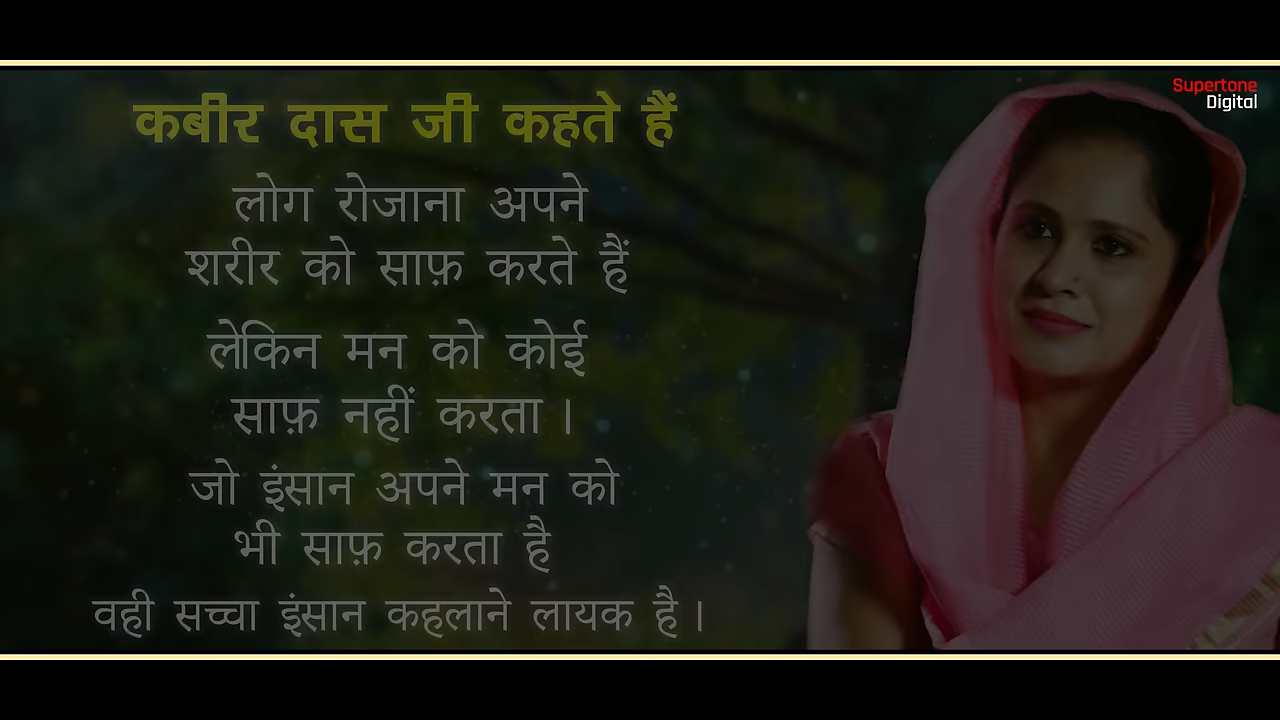 Supertone
Digital
कबीर दास जी कहते हैं
लोग रोजाना अपने
शरीर को साफ़ करते हैं
लेकिन मन को कोई
साफ़ नहीं करता ।
जो इंसान अपने मन को
भी साफ़ करता है
वही सच्चा इंसान कहलाने लायक है ।